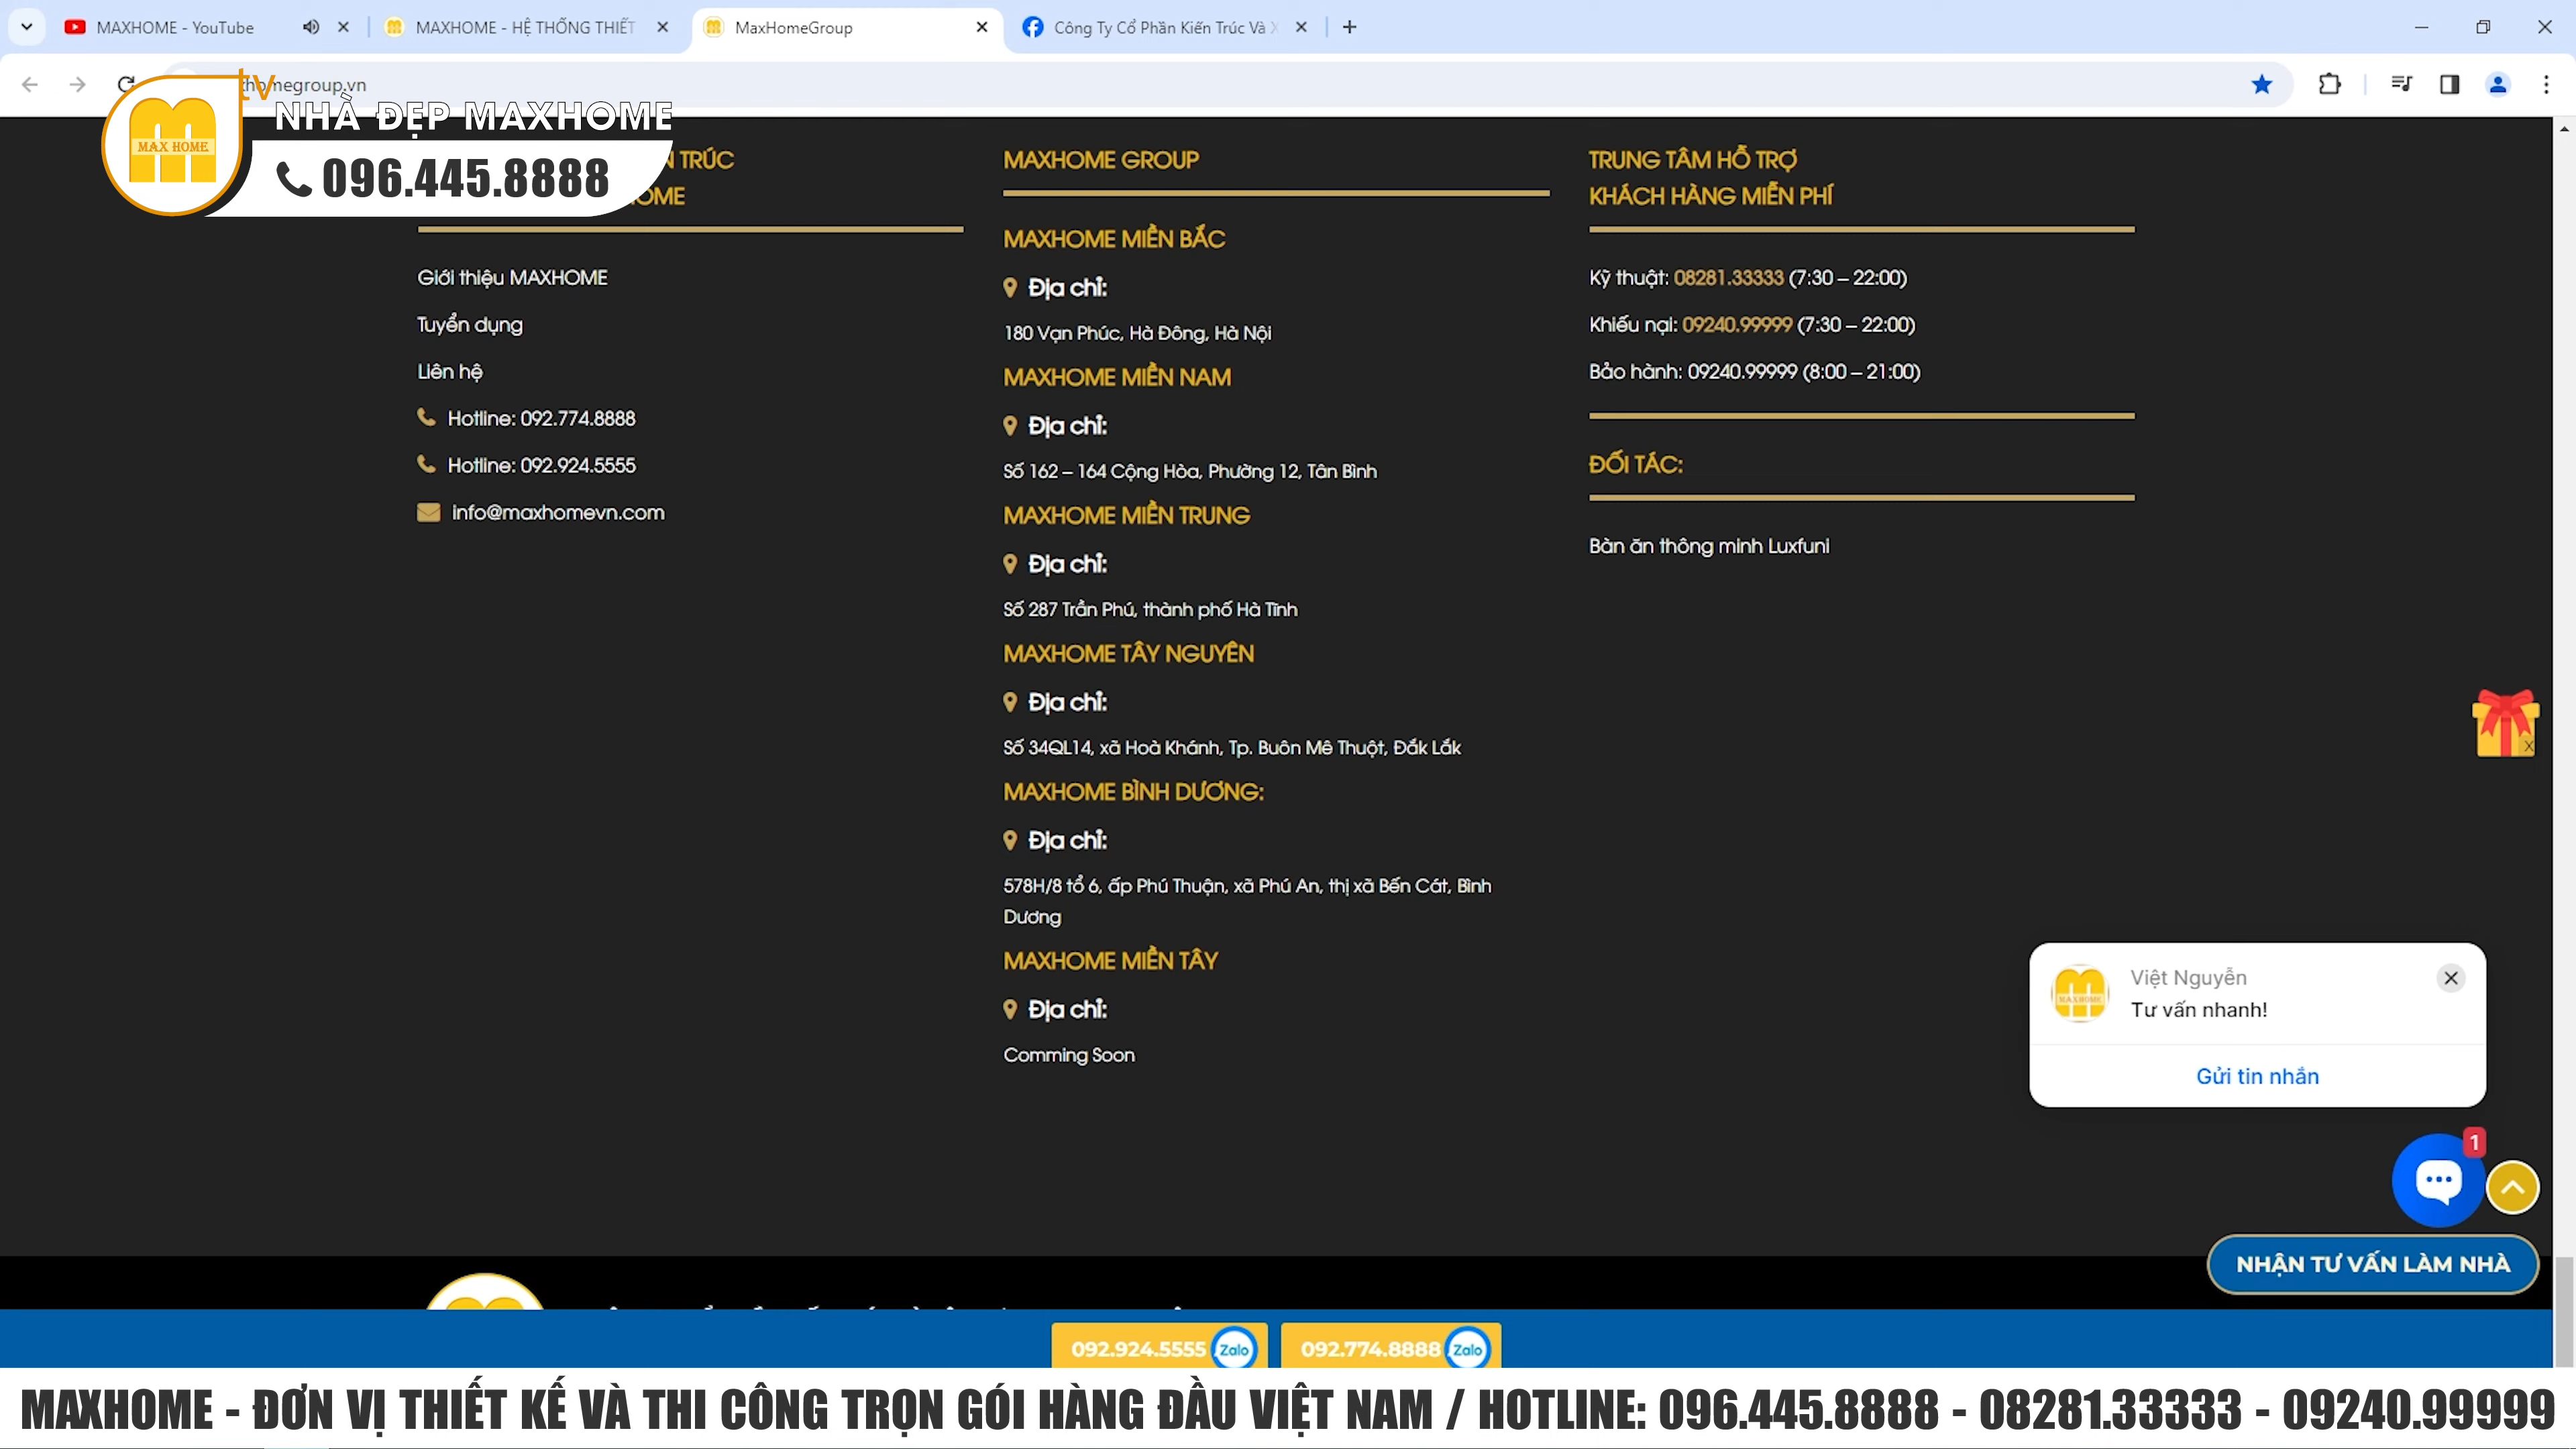 MAXHOME - YouTube
MAXHOME - HỆ THỐNG THIẾT
MaxHomeGroup
Công Ty Cổ Phần Kiến Trúc Và X
homegroup.vn
tv
NHÀ ĐẸP MAXHOME
MAX HOME
096.445.8888
TRÚC
OME
Giới thiệu MAXHOME
Tuyển dụng
Liên hệ
Hotline: 092.774.8888
Hotline: 092.924.5555
info@maxhomevn.com
MAXHOME GROUP
MAXHOME MIỀN BẮC
Địa chỉ:
180 Vạn Phúc, Hà Đông, Hà Nội
MAXHOME MIỀN NAM
Địa chỉ:
Số 162 – 164 Cộng Hòa, Phường 12, Tân Bình
MAXHOME MIỀN TRUNG
Địa chỉ:
Số 287 Trần Phú, thành phố Hà Tĩnh
MAXHOME TÂY NGUYÊN
Địa chỉ:
Số 34QL14, xã Hoà Khánh, Tp. Buôn Mê Thuột, Đắk Lắk
MAXHOME BÌNH DƯƠNG:
Địa chỉ:
578H/8 tổ 6, ấp Phú Thuận, xã Phú An, thị xã Bến Cát, Bình
Dương
MAXHOME MIỀN TÂY
Địa chỉ:
Comming Soon
TRUNG TÂM HỖ TRỢ
KHÁCH HÀNG MIỄN PHÍ
Kỹ thuật: 08281.33333 (7:30 – 22:00)
Khiếu nại: 09240.99999 (7:30 – 22:00)
Bảo hành: 09240.99999 (8:00 – 21:00)
ĐỐI TÁC:
Bàn ăn thông minh Luxfuni
X
MAXHOME
Việt Nguyễn
Tư vấn nhanh!
Gửi tin nhắn
1
NHẬN TƯ VẤN LÀM NHÀ
092.924.5555 Zalo
092.774.8888 Zalo
MAXHOME - ĐƠN VỊ THIẾT KẾ VÀ THI CÔNG TRỌN GÓI HÀNG ĐẦU VIỆT NAM / HOTLINE: 096.445.8888 - 08281.33333 - 09240.99999